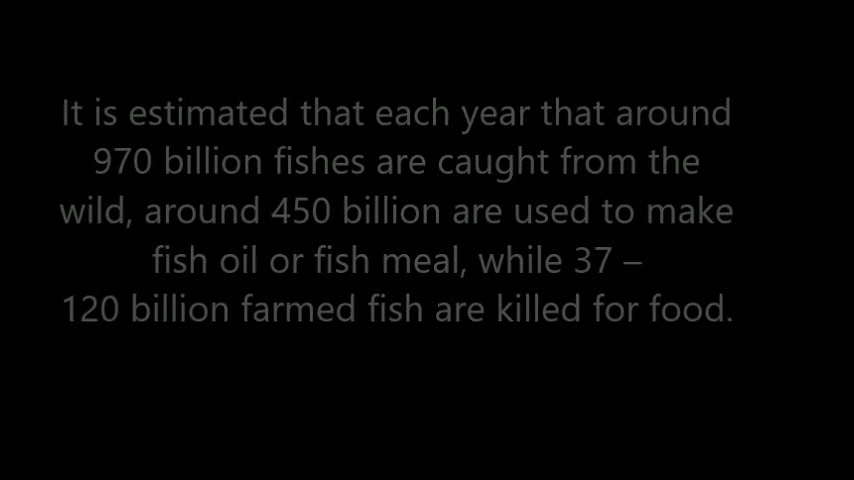 It is estimated that each year that around
970 billion fishes are caught from the
wild, around 450 billion are used to make
fish oil or fish meal, while 37 –
120 billion farmed fish are killed for food.